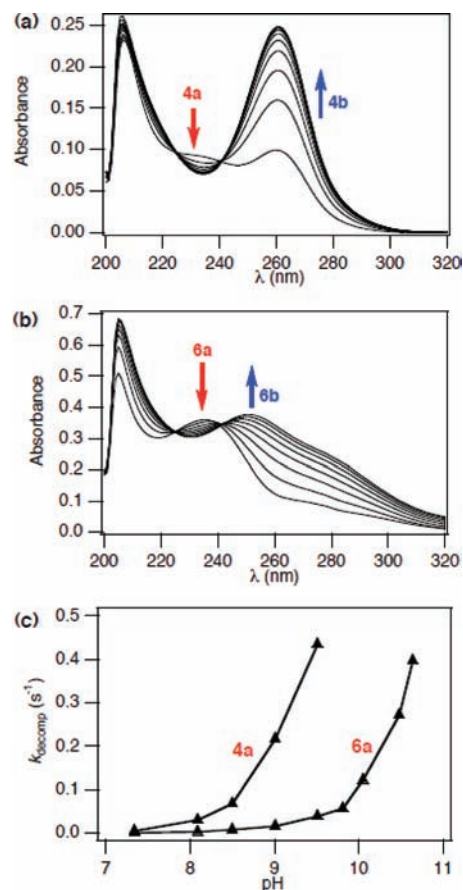 (a)
0.25
0.20
0.15
0.10
0.05
0.00
Absorbance
4a
4b
200 220 240 260 280 300 320
λ (nm)
(b)
0.7
0.6
0.5
0.4
0.3
0.2
0.1
0.0
Absorbance
6a
6b
200 220 240 260 280 300 320
λ (nm)
(c)
0.5
0.4
0.3
0.2
0.1
0.0
k_decomp (s⁻¹)
4a
6a
7 8 9 10 11
pH